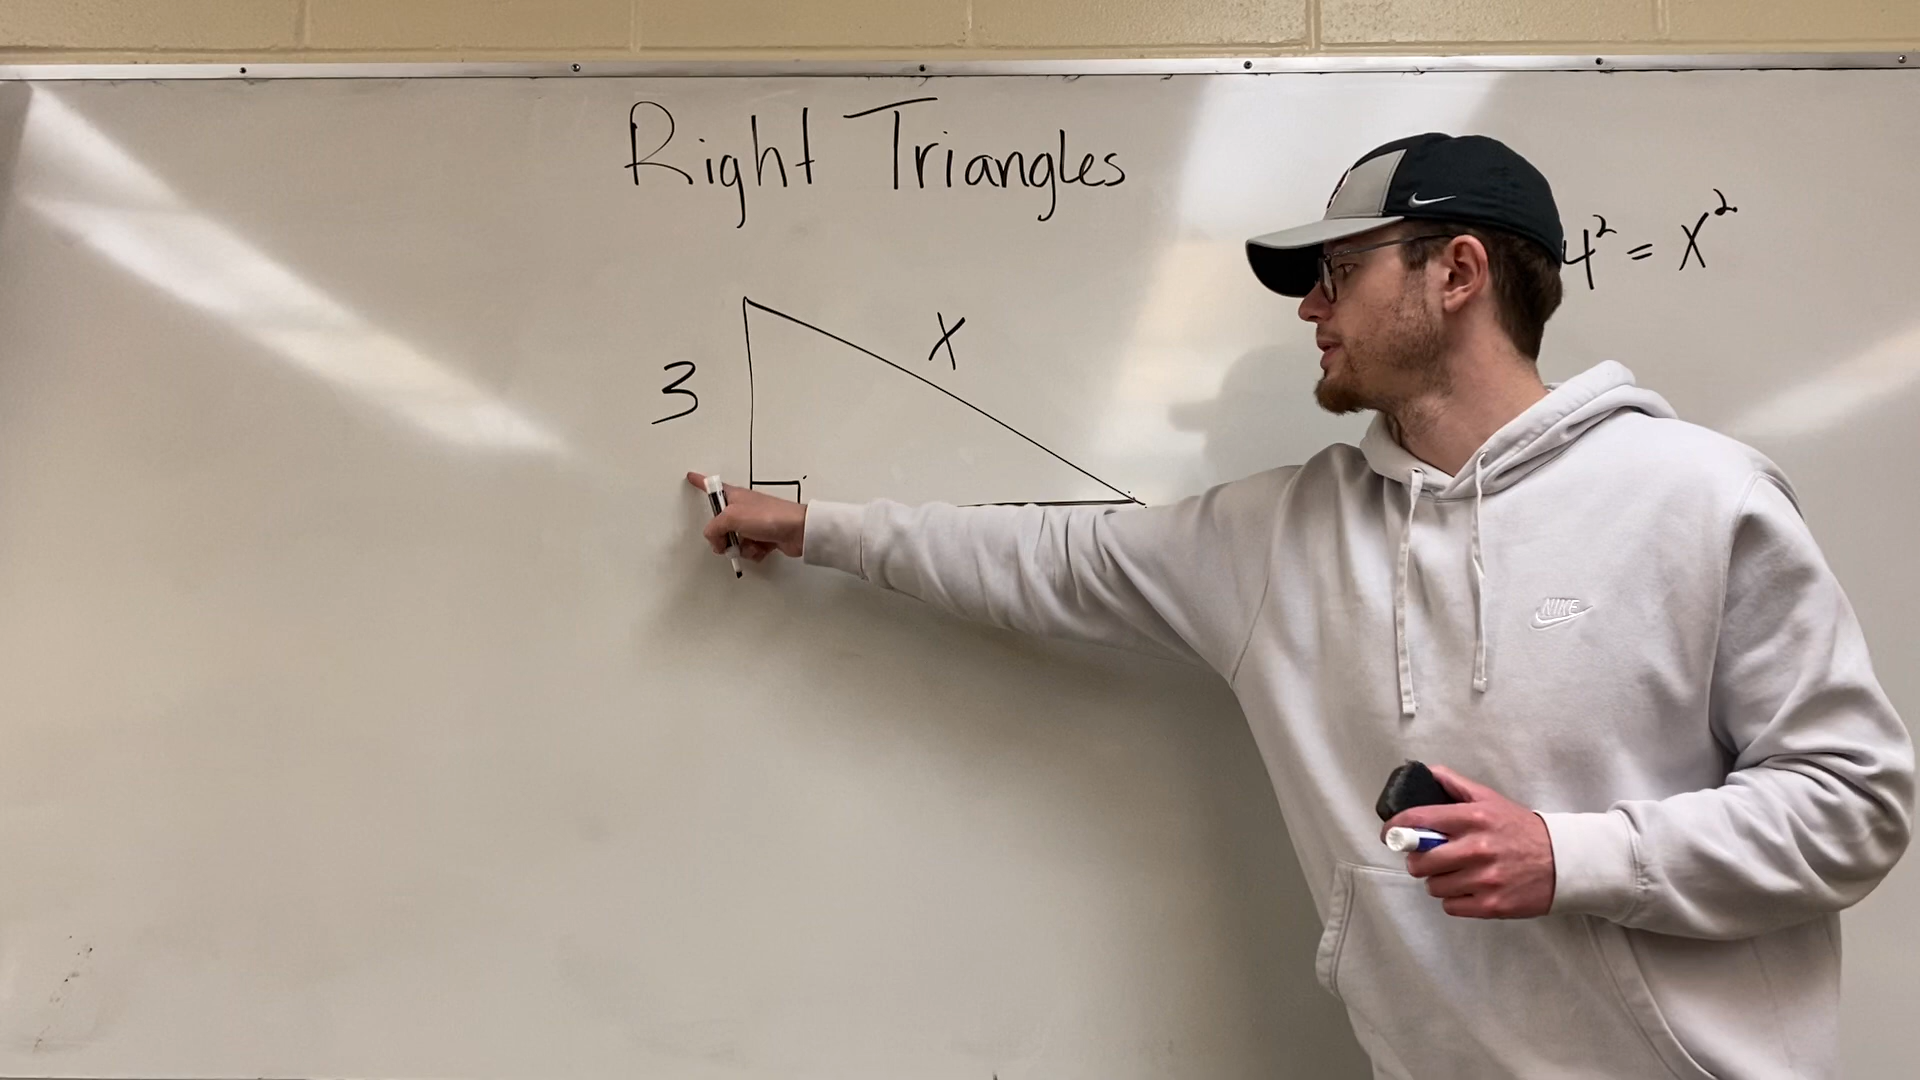 Right Triangles
4² = x²
x
3
NIKE